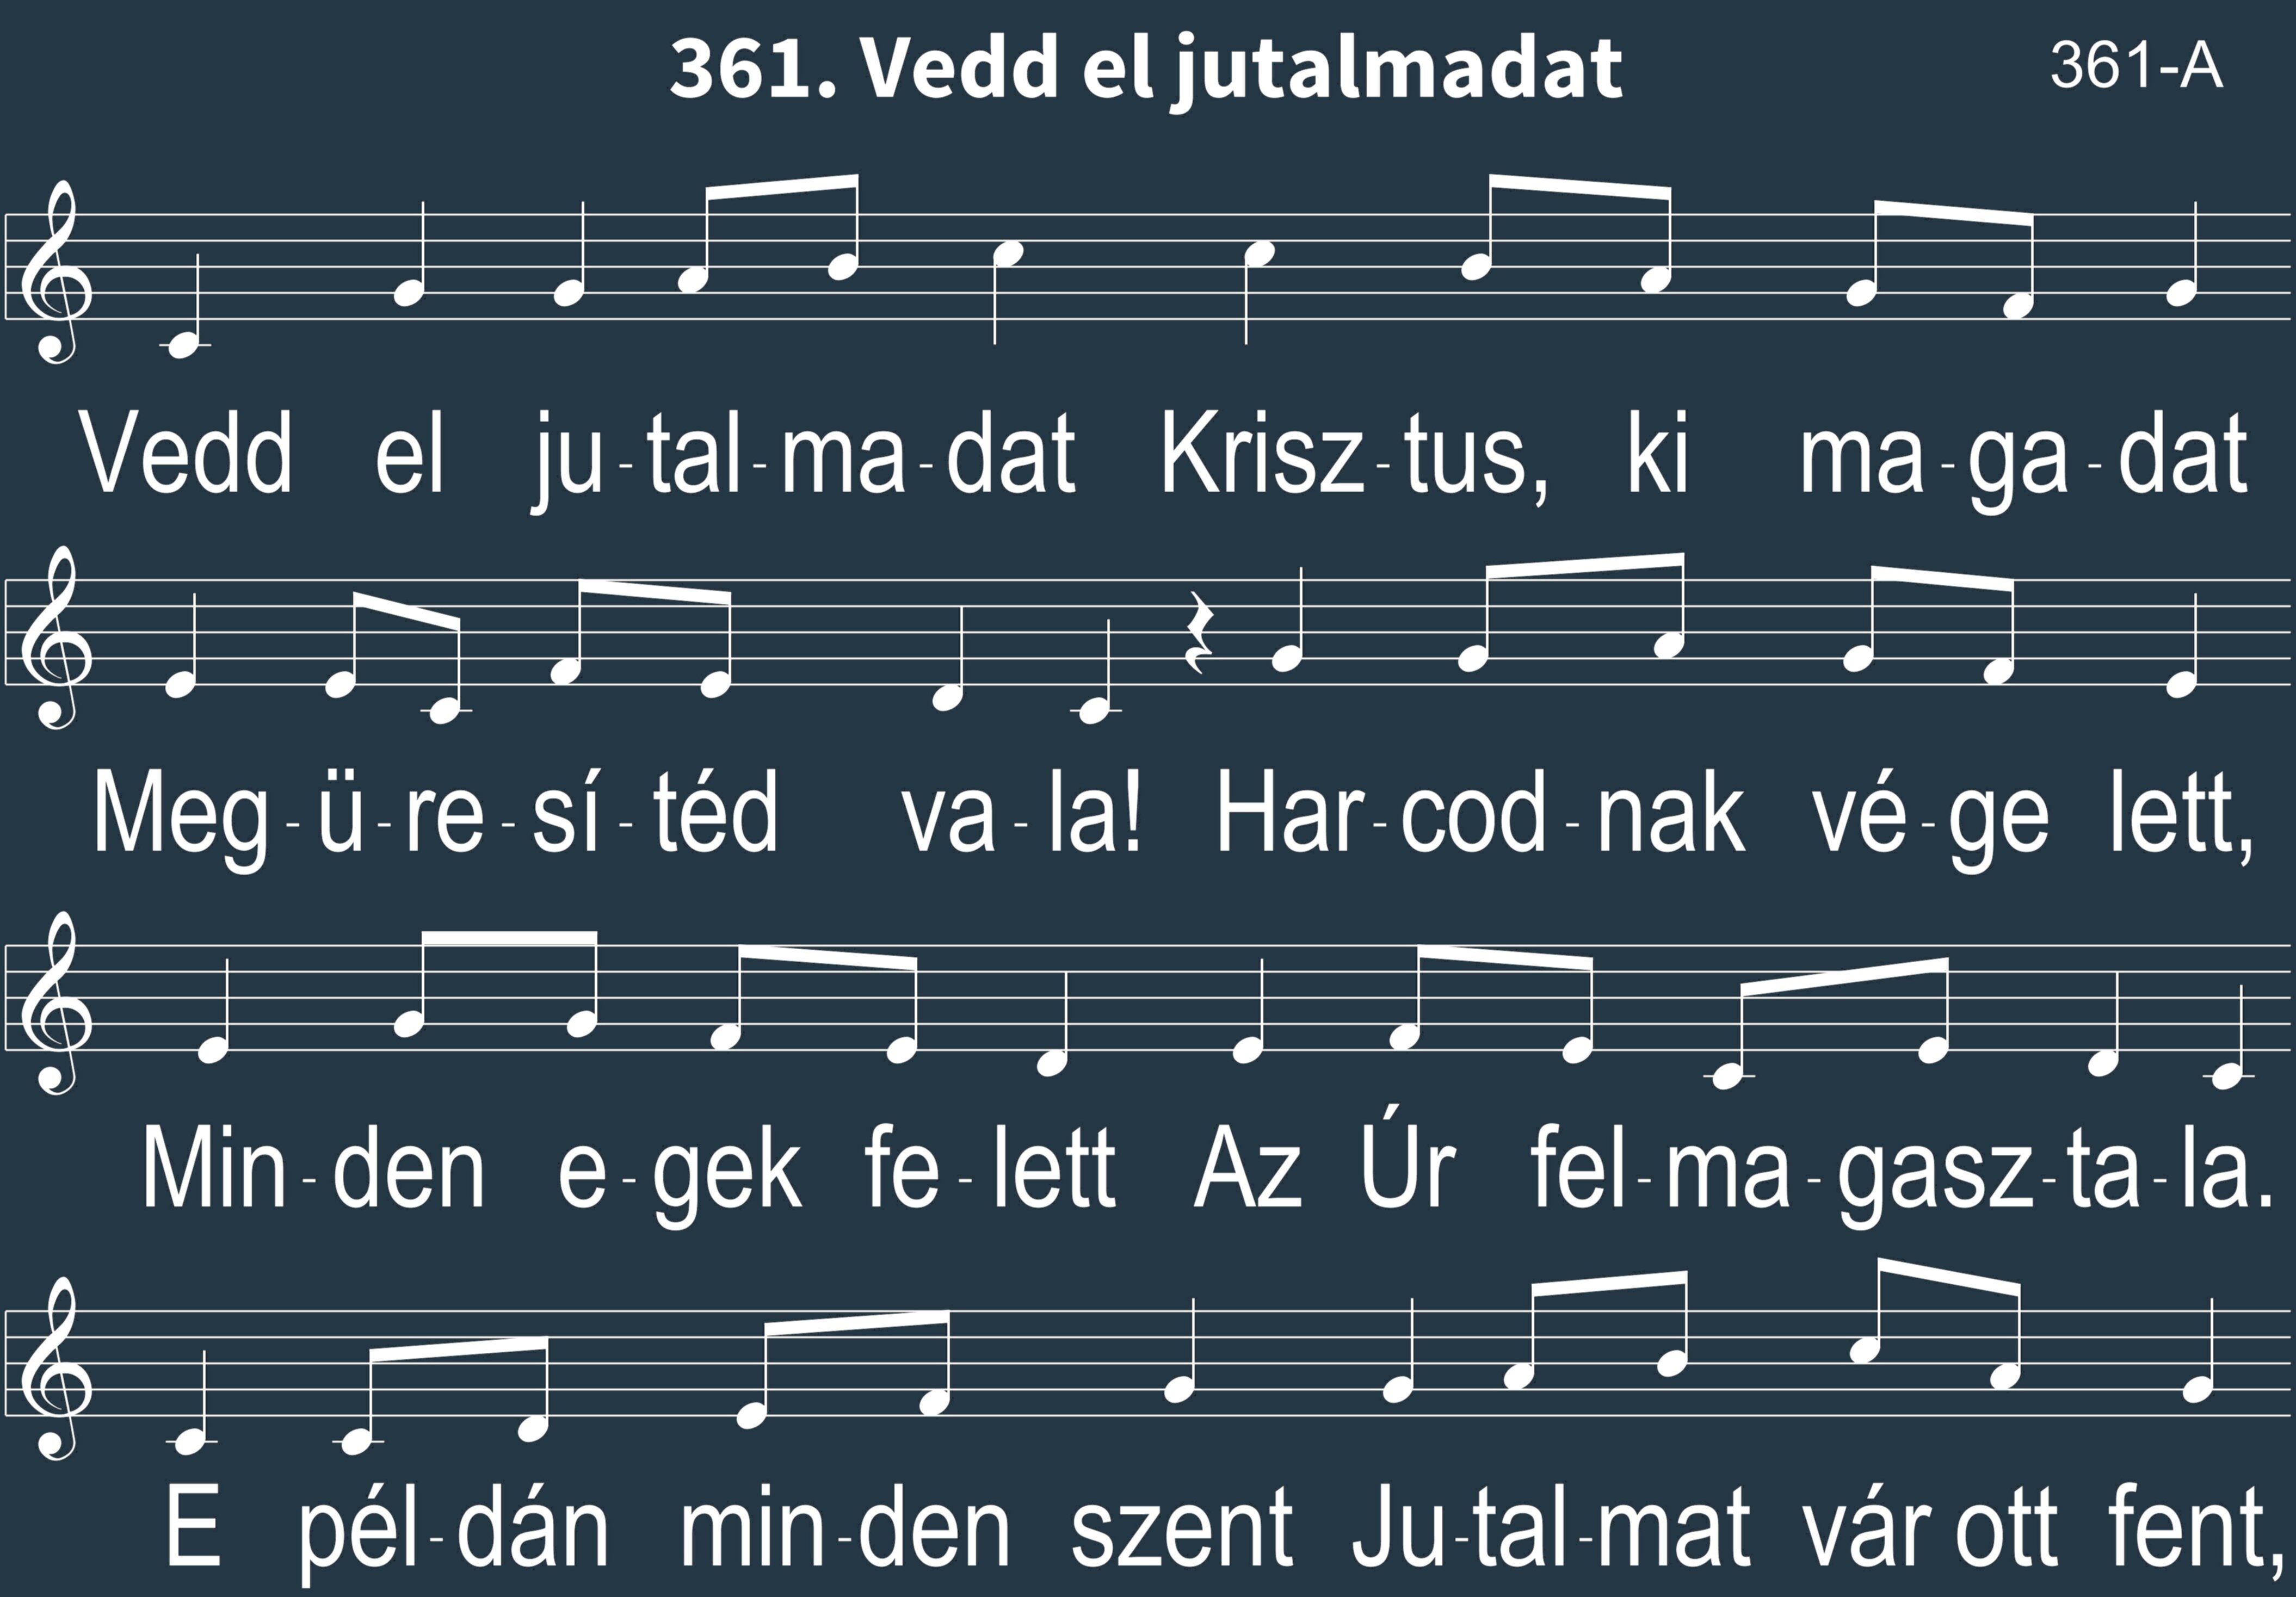 361. Vedd el jutalmadat 361-A
Vedd el ju-tal-ma-dat Krisz-tus, ki ma-ga-dat
Meg-ü-re-sí-téd va-la! Har-cod-nak vé-ge lett,
Min-den e-gek fe-lett Az Úr fel-ma-gasz-ta-la.
E pél-dán min-den szent Ju-tal-mat vár ott fent,